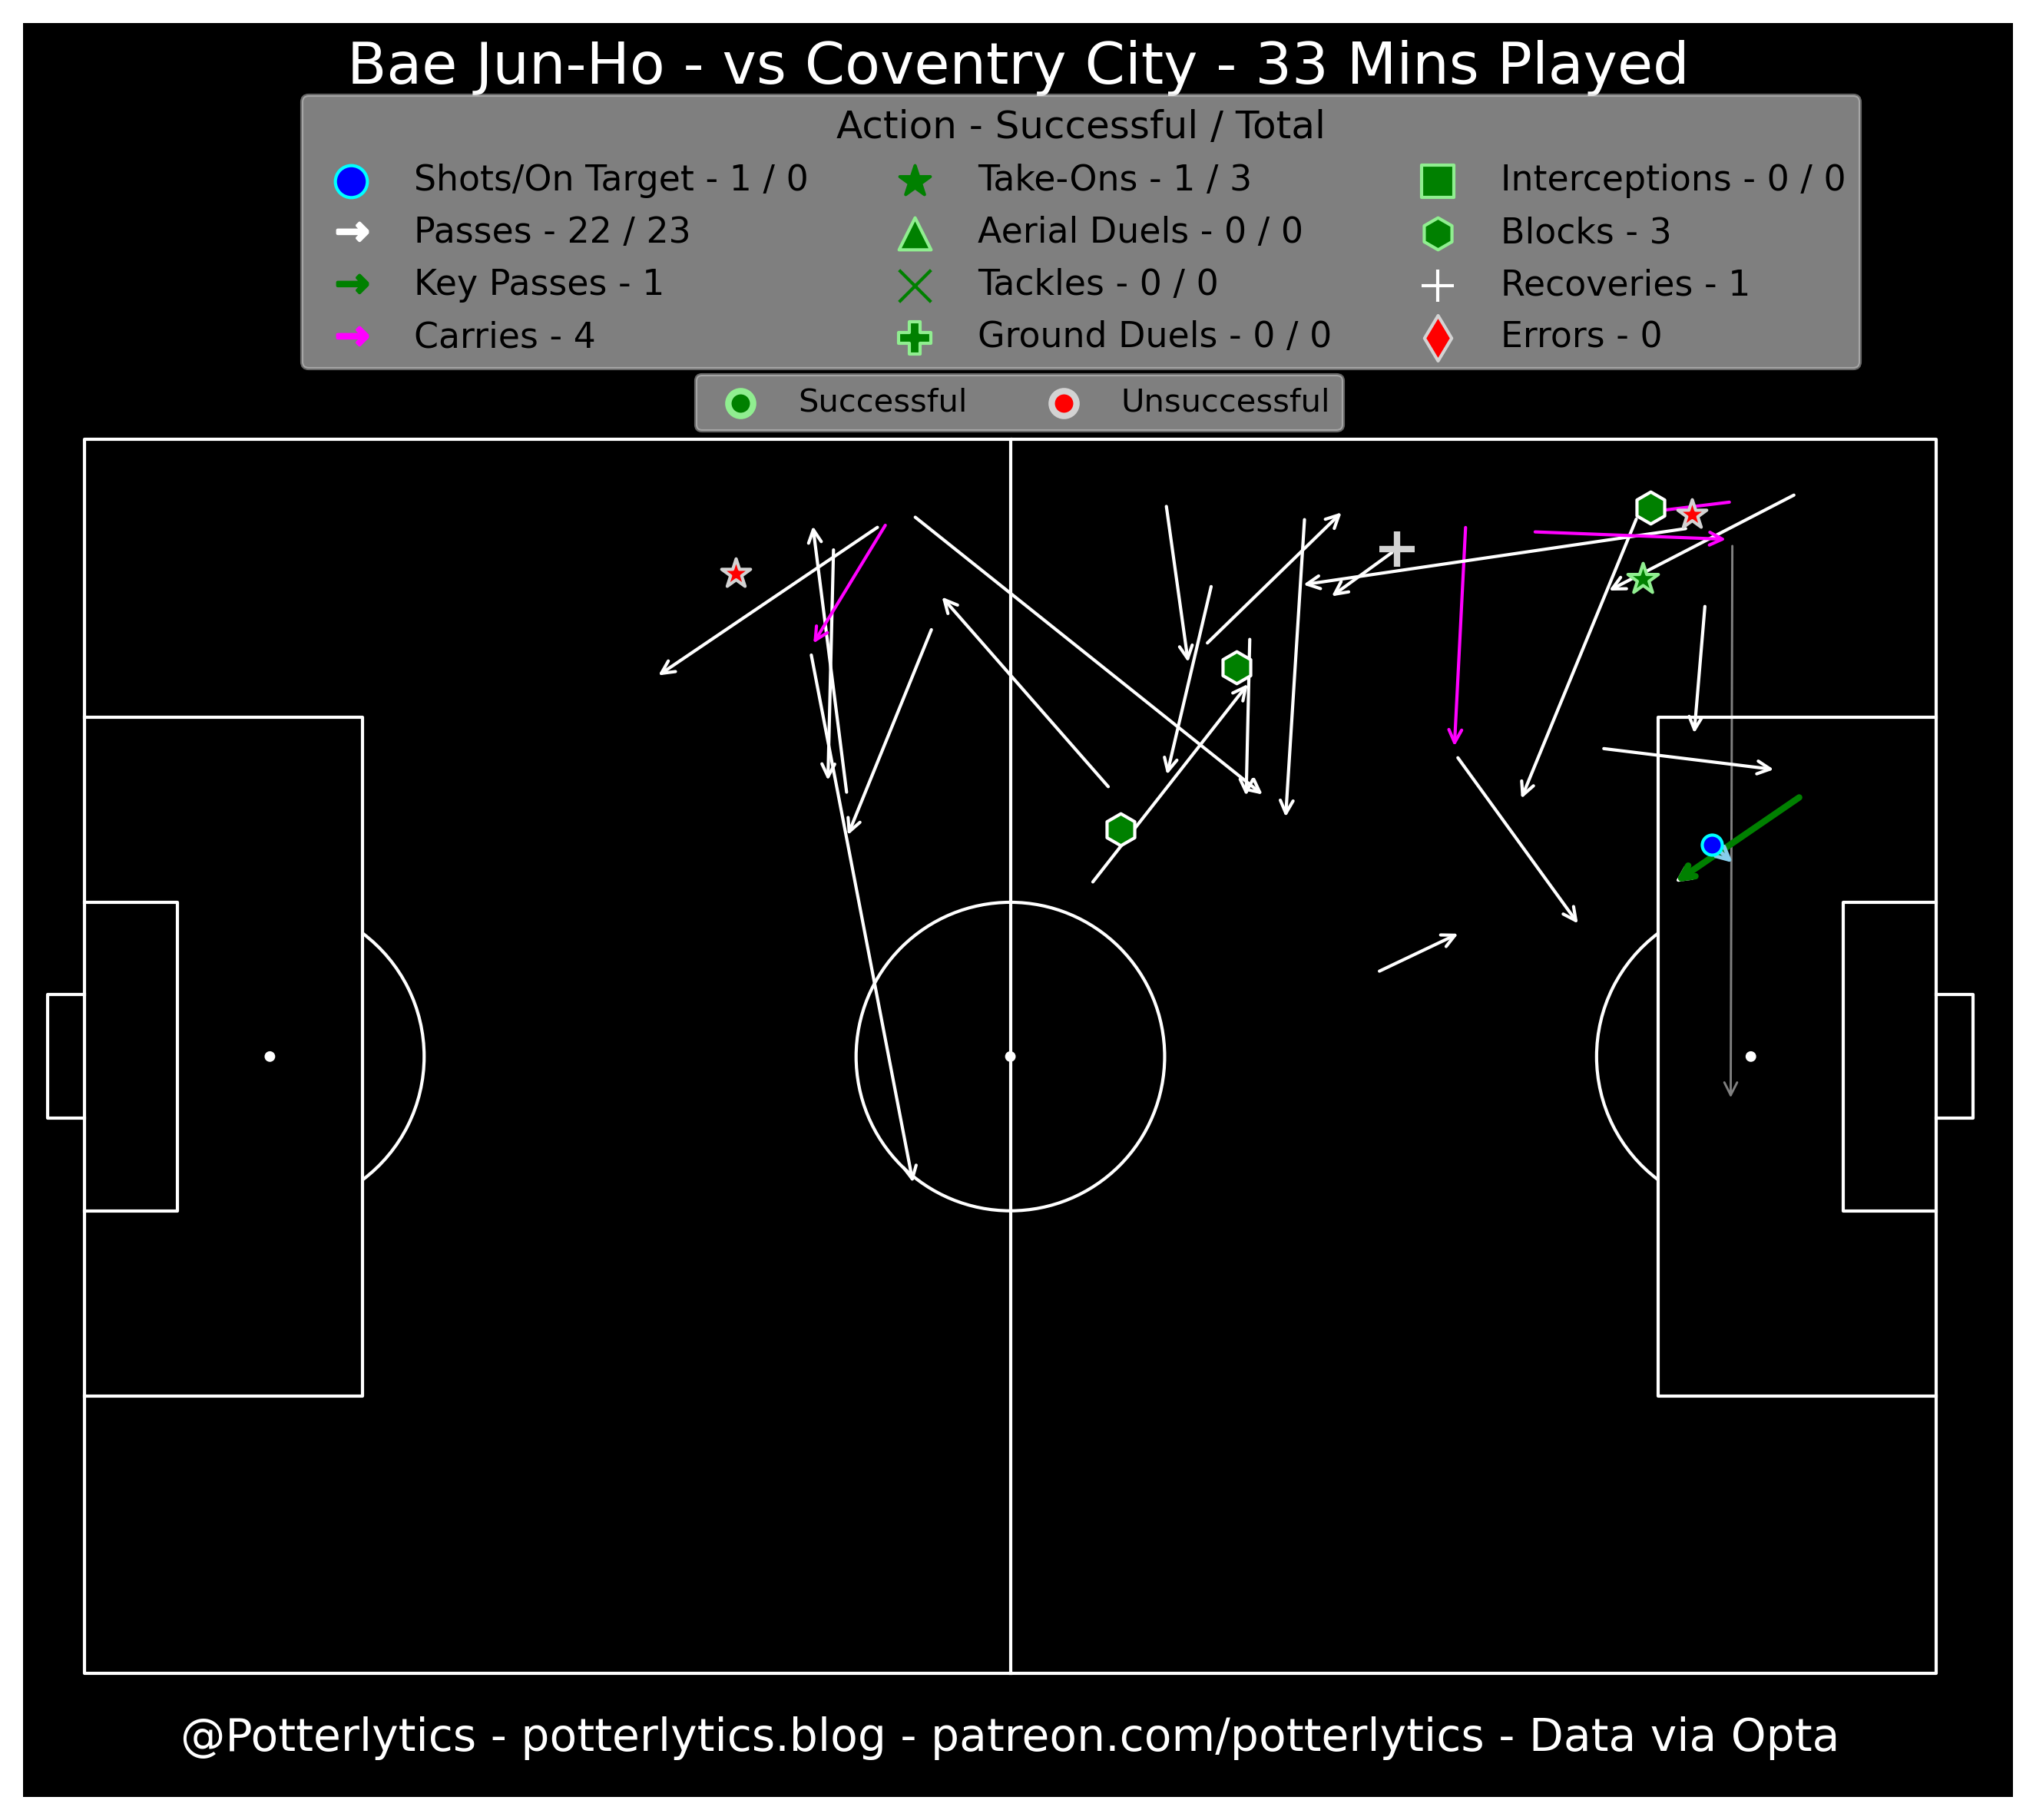 Bae Jun-Ho - vs Coventry City - 33 Mins Played
Action - Successful / Total
Shots/On Target - 1 / 0
Passes - 22 / 23
Key Passes - 1
Carries - 4
Take-Ons - 1 / 3
Aerial Duels - 0 / 0
Tackles - 0 / 0
Ground Duels - 0 / 0
Interceptions - 0 / 0
Blocks - 3
Recoveries - 1
Errors - 0
Successful
Unsuccessful
@Potterlytics - potterlytics.blog - patreon.com/potterlytics - Data via Opta